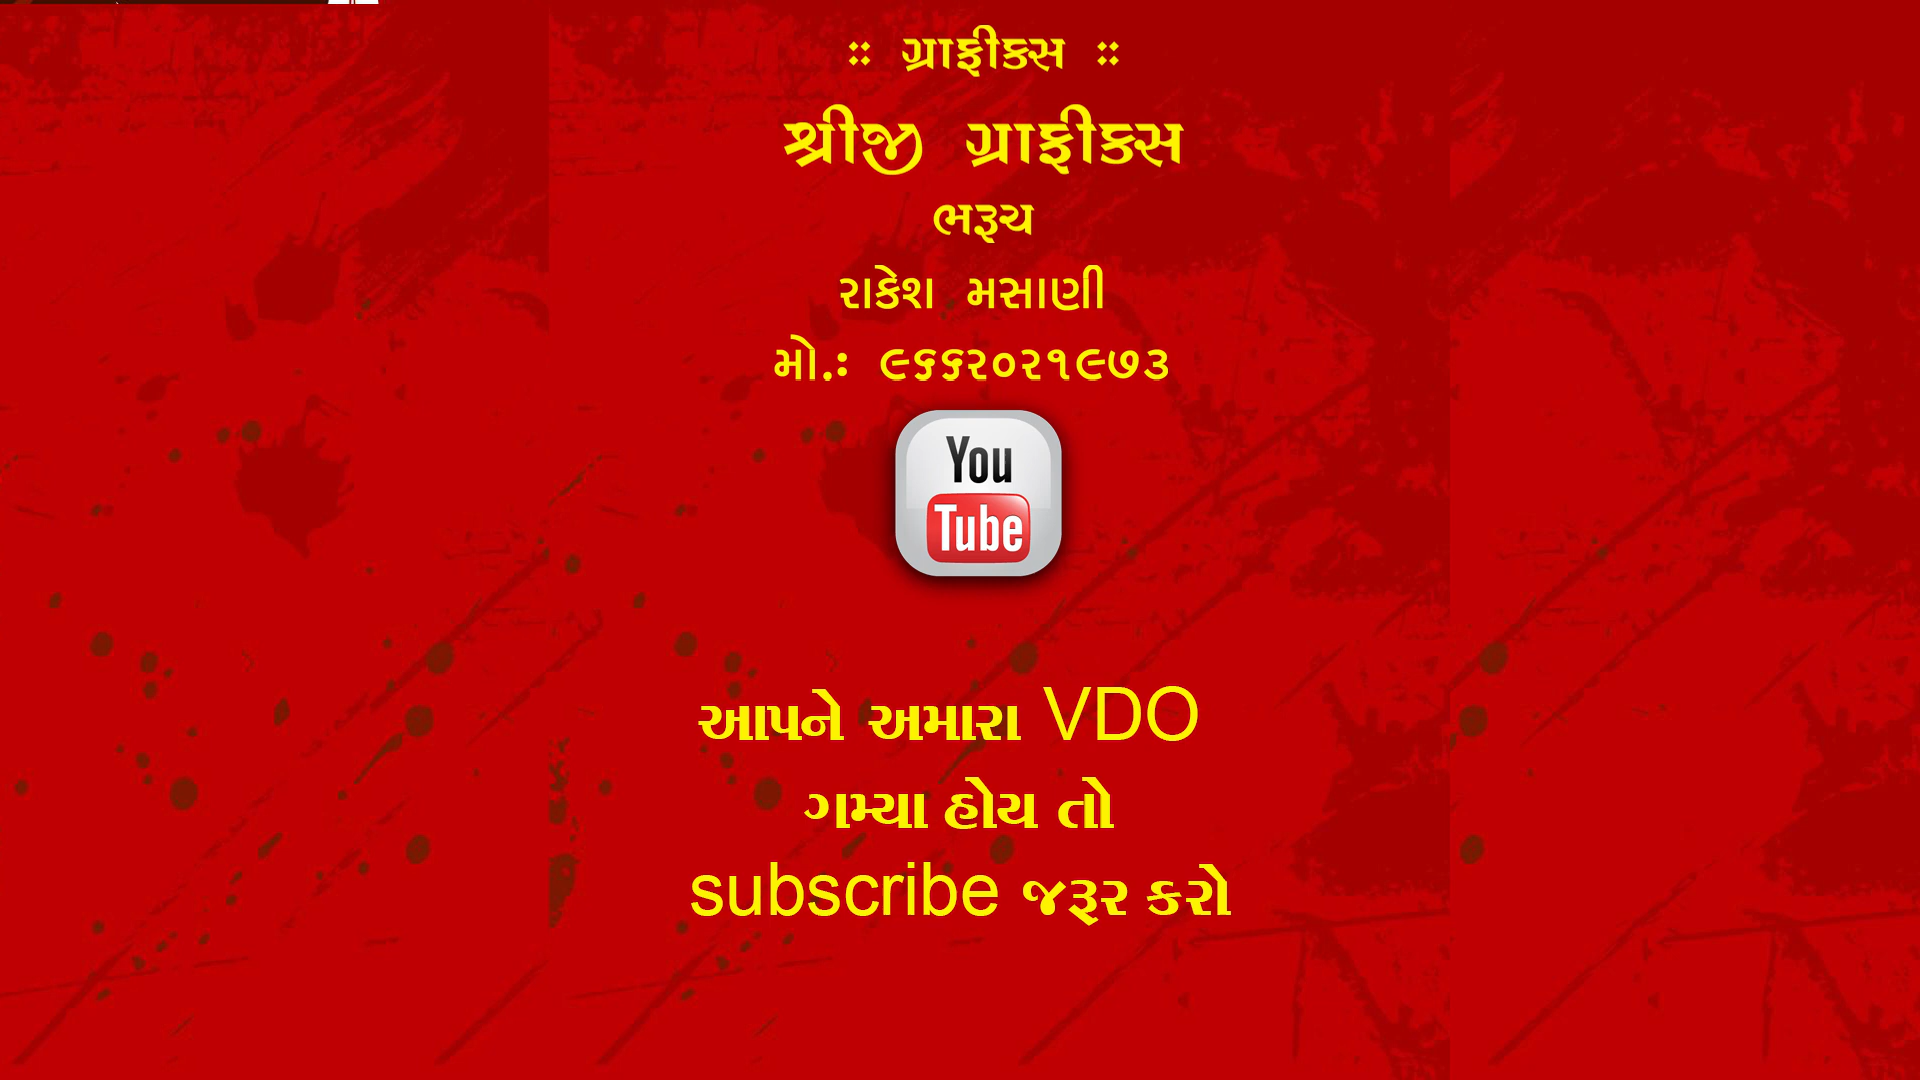 :: ગ્રાફીક્સ ::
શ્રીજી ગ્રાફીક્સ
ભરૂચ
રાકેશ મસાણી
મો.: ૯૬૬૨૦૨૧૯૭૩
You
Tube
આપને અમારા VDO
ગમ્યા હોય તો
subscribe જરૂર કરો